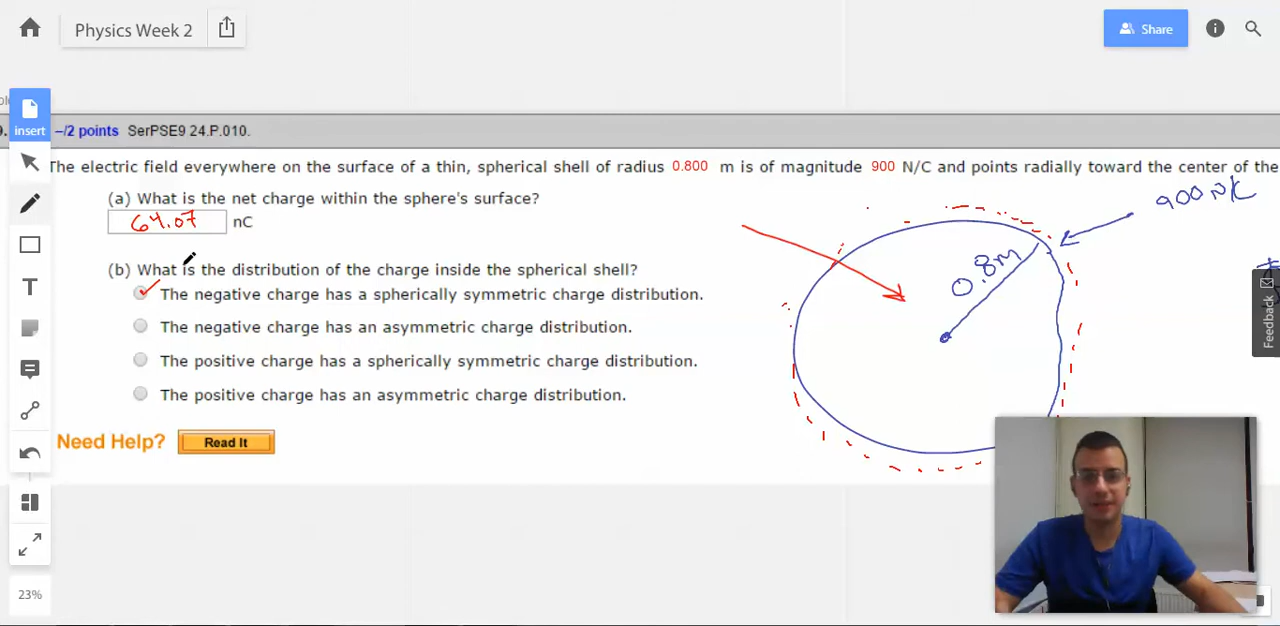 Physics Week 2
Share
insert
-/2 points SerPSE9 24.P.010.
The electric field everywhere on the surface of a thin, spherical shell of radius 0.800 m is of magnitude 900 N/C and points radially toward the center of the
(a) What is the net charge within the sphere's surface?
64.07 nC
900 N/C
0.8m
(b) What is the distribution of the charge inside the spherical shell?
The negative charge has a spherically symmetric charge distribution.
The negative charge has an asymmetric charge distribution.
The positive charge has a spherically symmetric charge distribution.
The positive charge has an asymmetric charge distribution.
Need Help? Read It
Feedback
23%